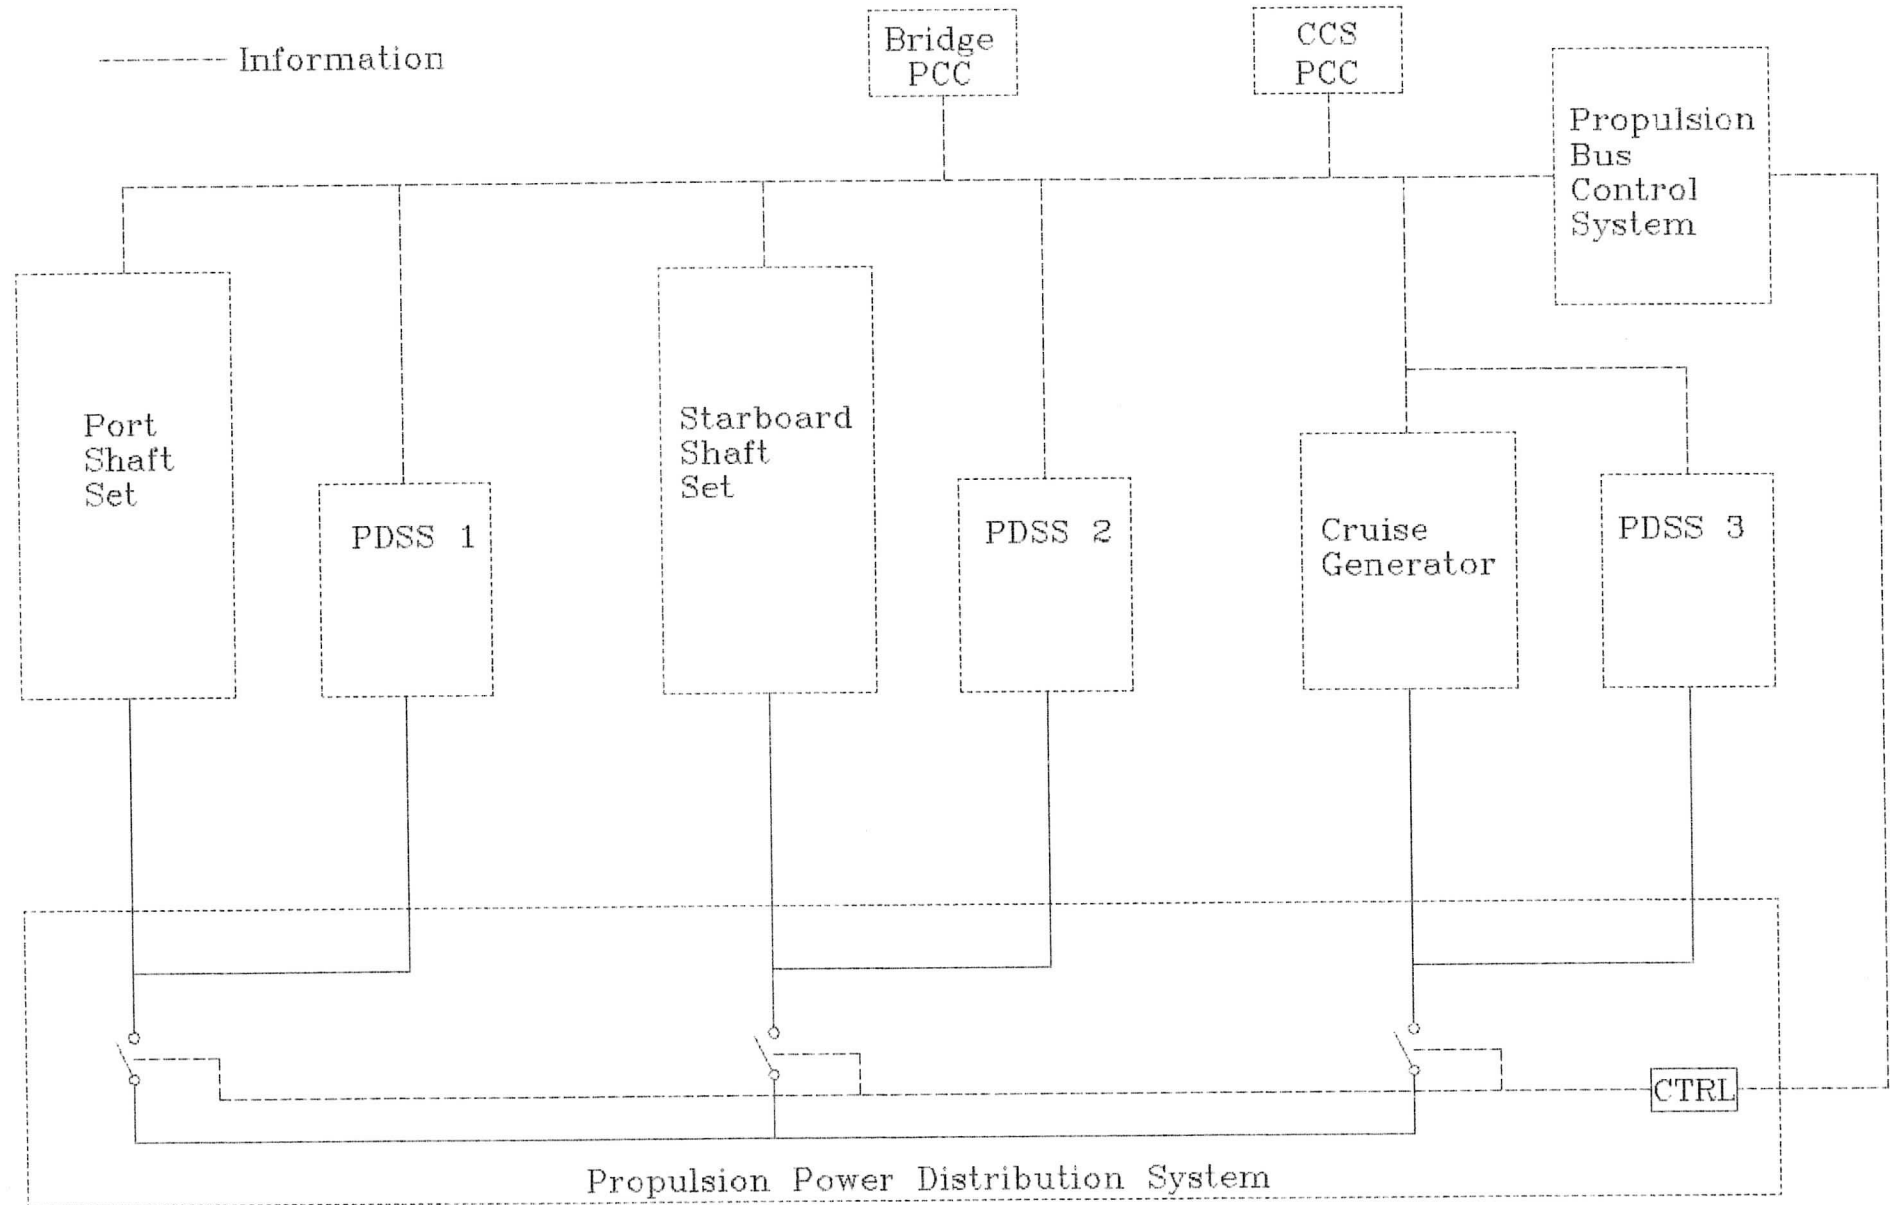 Information
Bridge
PCC
CCS
PCC
Propulsion
Bus
Control
System
Port
Shaft
Set
PDSS 1
Starboard
Shaft
Set
PDSS 2
Cruise
Generator
PDSS 3
CTRL
Propulsion Power Distribution System